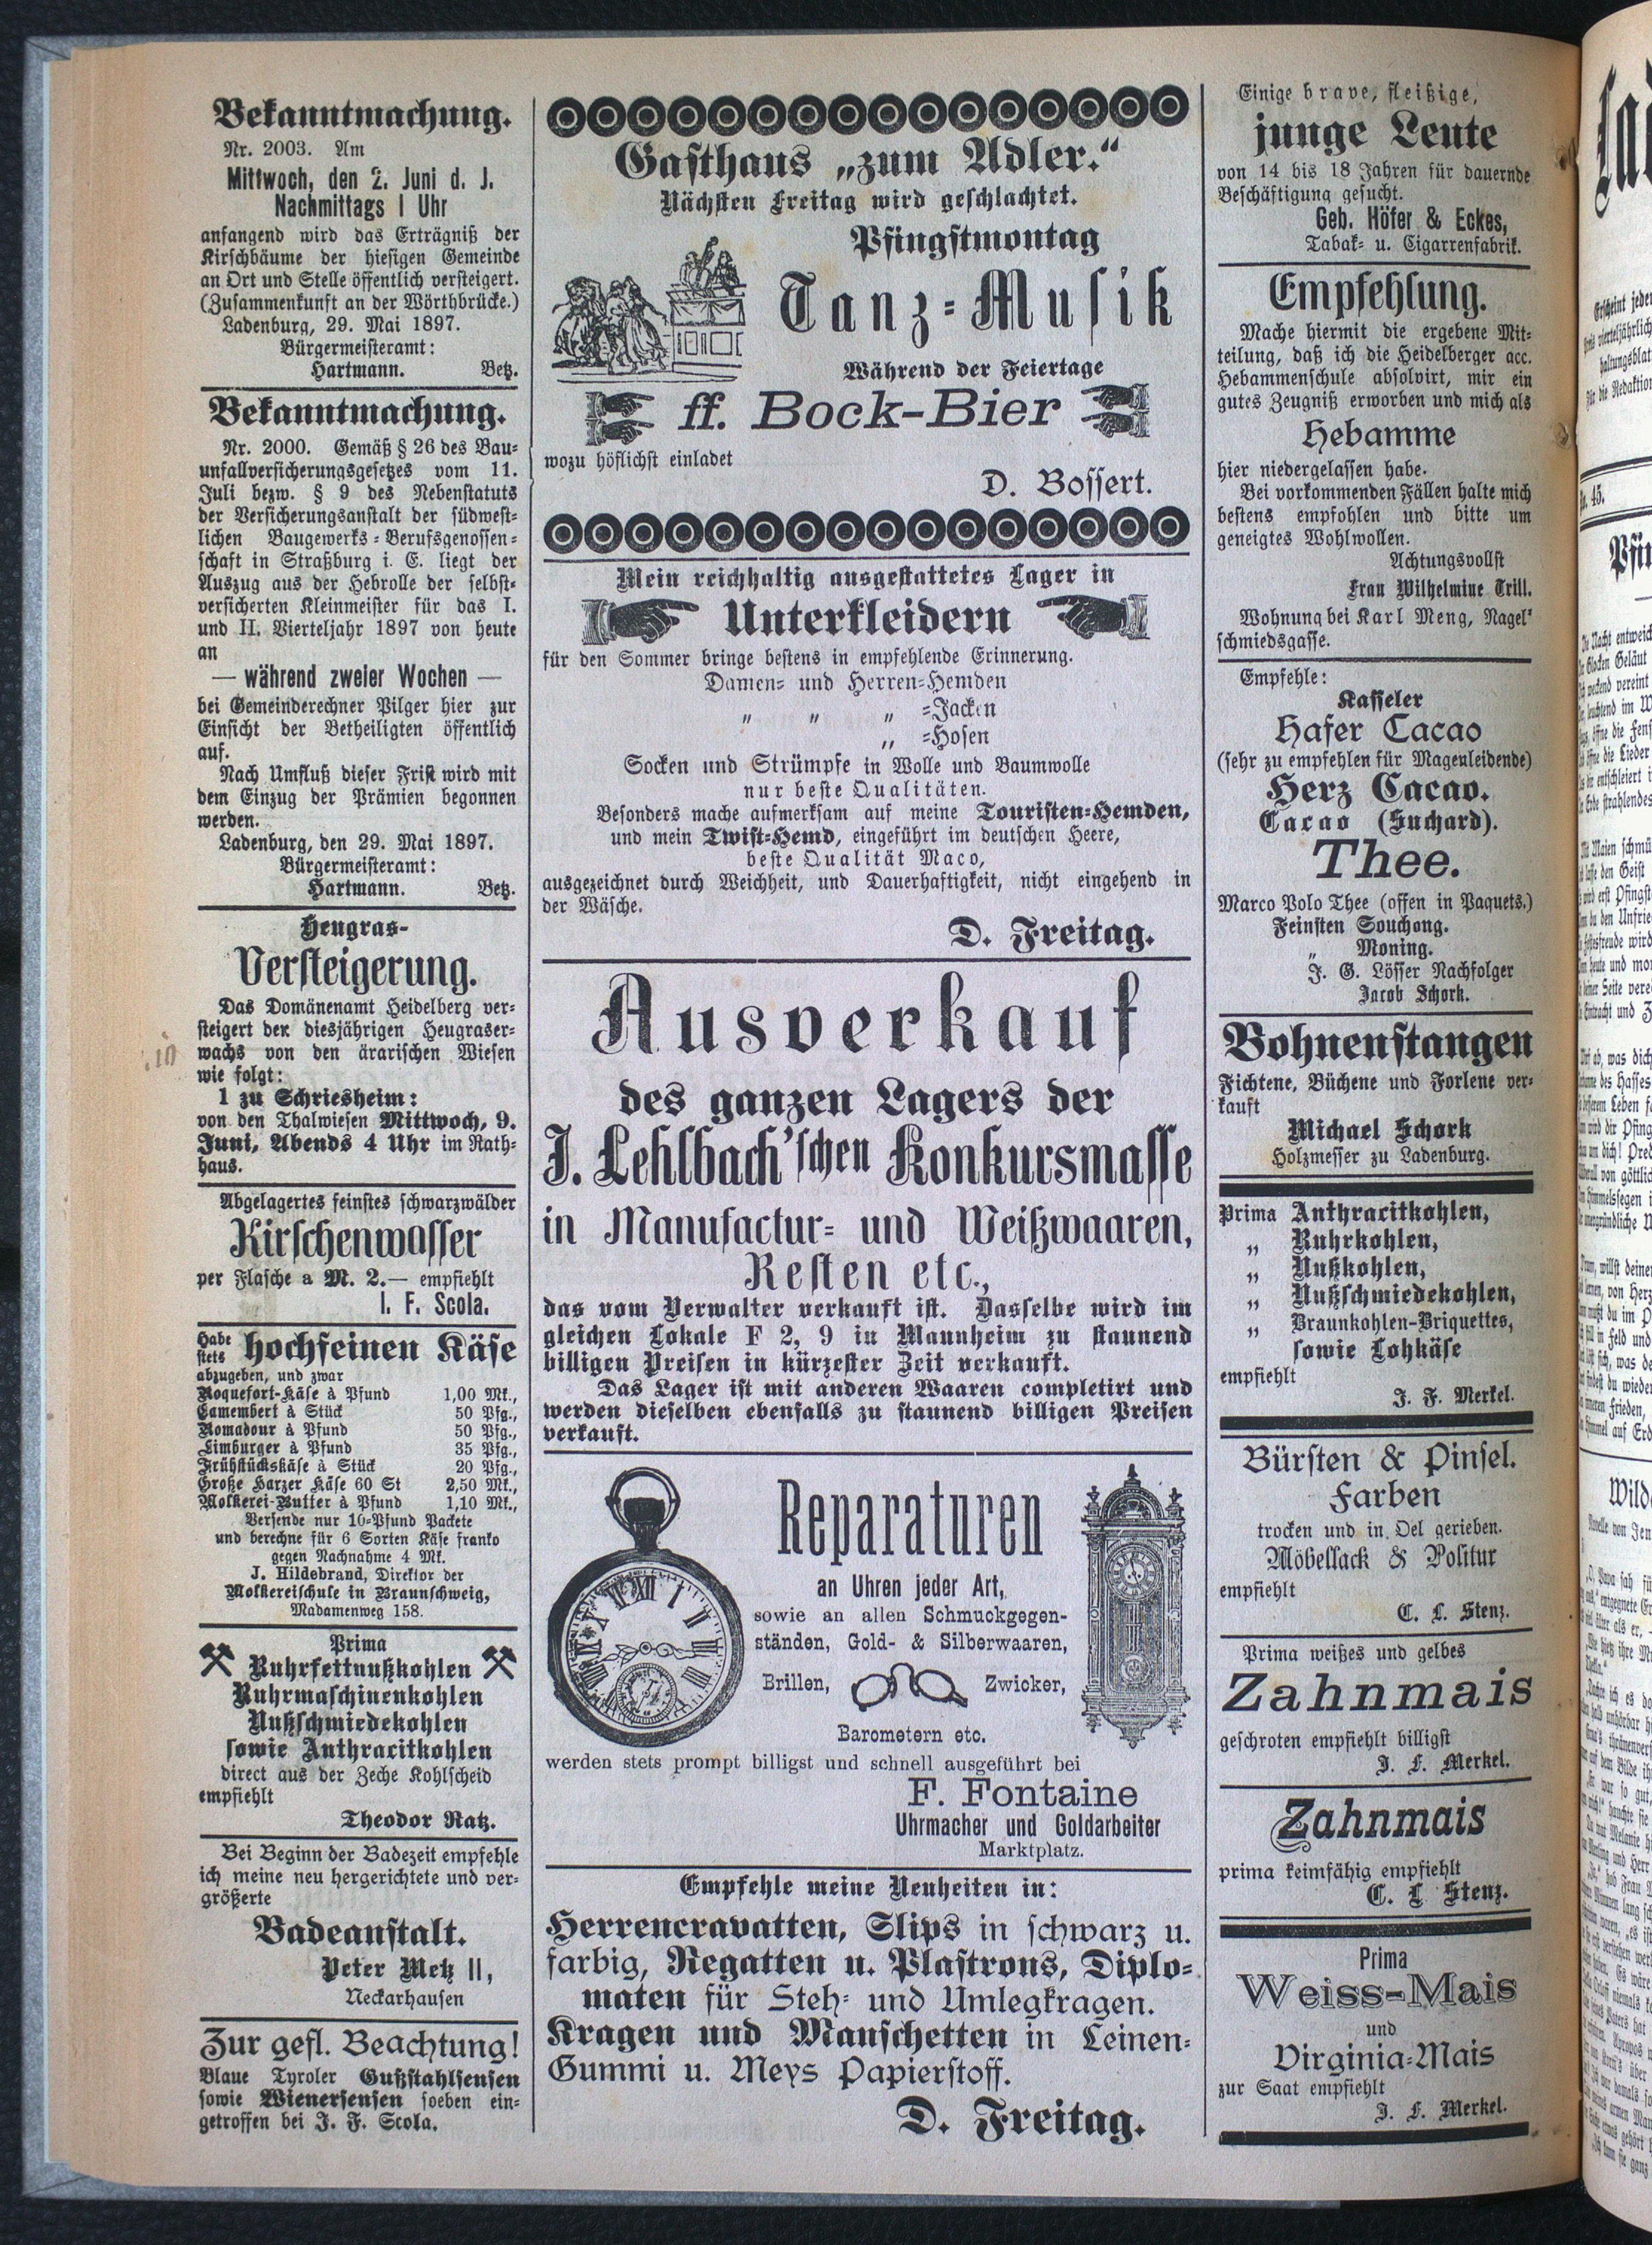 Bekanntmachung.
Nr. 2003. Am
Mittwoch, den 2. Juni d. J.
Nachmittags 1 Uhr
anfangend wird das Erträgniß der
Kirschbäume der hiesigen Gemeinde
an Ort und Stelle öffentlich versteigert.
(Zusammenkunft an der Wörthbrücke.)
Ladenburg, 29. Mai 1897.
Bürgermeisteramt:
Hartmann. Betz.
Bekanntmachung.
Nr. 2000. Gemäß § 26 des Bau-
unfallversicherungsgesetzes vom 11.
Juli bezw. § 9 des Nebenstatuts
der Versicherungsanstalt der südwest-
lichen Baugewerks-Berufsgenossen-
schaft in Straßburg i. E. liegt der
Auszug aus der Hebrolle der selbst-
versicherten Kleinmeister für das I.
und II. Vierteljahr 1897 von heute
an
— während zweier Wochen —
bei Gemeinderechner Pilger hier zur
Einsicht der Betheiligten öffentlich
auf.
Nach Umfluß dieser Frist wird mit
dem Einzug der Prämien begonnen
werden.
Ladenburg, den 29. Mai 1897.
Bürgermeisteramt:
Hartmann. Betz.
Heugras-
Versteigerung.
Das Domänenamt Heidelberg ver-
steigert den diesjährigen Heugraser-
wachs von den ärarischen Wiesen
wie folgt:
1 zu Schriesheim:
von den Thalwiesen Mittwoch, 9.
Juni, Abends 4 Uhr im Rath-
haus.
Abgelagertes feinstes schwarzwälder
Kirschenwasser
per Flasche a M. 2.— empfiehlt
I. F. Scola.
Habe stets hochfeinen Käse
abzugeben, und zwar
Roquefort-Käse à Pfund 1,00 Mk.,
Camembert à Stück 50 Pfg.,
Romadour à Pfund 50 Pfg.,
Limburger à Pfund 35 Pfg.,
Frühstückskäse à Stück 20 Pfg.,
Große Harzer Käse 60 St 2,50 Mk.,
Molkerei-Butter à Pfund 1,10 Mk.,
Versende nur 10-Pfund Packete
und berechne für 6 Sorten Käse franko
gegen Nachnahme 4 Mk.
J. Hildebrand, Direktor der
Molkereischule in Braunschweig,
Madamenweg 158.
Prima
Ruhrfettnußkohlen
Ruhrmaschinenkohlen
Nußschmiedekohlen
sowie Anthracitkohlen
direct aus der Zeche Kohlscheid
empfiehlt
Theodor Ratz.
Bei Beginn der Badezeit empfehle
ich meine neu hergerichtete und ver-
größerte
Badeanstalt.
Peter Metz II,
Neckarhausen
Zur gefl. Beachtung!
Blaue Tyroler Gußstahlsensen
sowie Wienersensen soeben ein-
getroffen bei J. F. Scola.
Gasthaus „zum Adler.“
Nächsten Freitag wird geschlachtet.
Pfingstmontag
Tanz-Musik
Während der Feiertage
ff. Bock-Bier
wozu höflichst einladet
D. Bossert.
Mein reichhaltig ausgestattetes Lager in
Unterkleidern
für den Sommer bringe bestens in empfehlende Erinnerung.
Damen- und Herren-Hemden
" " " -Jacken
„ -Hosen
Socken und Strümpfe in Wolle und Baumwolle
nur beste Qualitäten.
Besonders mache aufmerksam auf meine Touristen-Hemden,
und mein Twist-Hemd, eingeführt im deutschen Heere,
beste Qualität Maco,
ausgezeichnet durch Weichheit, und Dauerhaftigkeit, nicht eingehend in
der Wäsche.
D. Freitag.
Ausverkauf
des ganzen Lagers der
J. Lehlbach'schen Konkursmasse
in Manufactur- und Weißwaaren,
Resten etc.,
das vom Verwalter verkauft ist. Dasselbe wird im
gleichen Lokale F 2, 9 in Mannheim zu staunend
billigen Preisen in kürzester Zeit verkauft.
Das Lager ist mit anderen Waaren completirt und
werden dieselben ebenfalls zu staunend billigen Preisen
verkauft.
Reparaturen
an Uhren jeder Art,
sowie an allen Schmuckgegen-
ständen, Gold- & Silberwaaren,
Brillen, Zwicker,
Barometern etc.
werden stets prompt billigst und schnell ausgeführt bei
F. Fontaine
Uhrmacher und Goldarbeiter
Marktplatz.
Empfehle meine Neuheiten in:
Herrencravatten, Slips in schwarz u.
farbig, Regatten u. Plastrons, Diplo-
maten für Steh- und Umlegkragen.
Kragen und Manschetten in Leinen-
Gummi u. Meys Papierstoff.
D. Freitag.
Einige brave, fleißige,
junge Leute
von 14 bis 18 Jahren für dauernde
Beschäftigung gesucht.
Geb. Höfer & Eckes,
Tabak- u. Cigarrenfabrik.
Empfehlung.
Mache hiermit die ergebene Mit-
teilung, daß ich die Heidelberger acc.
Hebammenschule absolvirt, mir ein
gutes Zeugniß erworben und mich als
Hebamme
hier niedergelassen habe.
Bei vorkommenden Fällen halte mich
bestens empfohlen und bitte um
geneigtes Wohlwollen.
Achtungsvollst
Frau Wilhelmine Trill.
Wohnung bei Karl Meng, Nagel-
schmiedsgasse.
Empfehle:
Kasseler
Hafer Cacao
(sehr zu empfehlen für Magenleidende)
Herz Cacao.
Cacao (Suchard).
Thee.
Marco Polo Thee (offen in Paquets.)
Feinsten Souchong.
„ Moning.
J. G. Lösser Nachfolger
Jacob Schork.
Bohnenstangen
Fichtene, Büchene und Forlene ver-
kauft
Michael Schork
Holzmesser zu Ladenburg.
Prima Anthracitkohlen,
„ Ruhrkohlen,
„ Nußkohlen,
„ Nußschmiedekohlen,
„ Braunkohlen-Briquettes,
sowie Lohkäse
empfiehlt
J. F. Merkel.
Bürsten & Pinsel.
Farben
trocken und in Oel gerieben.
Möbellack & Politur
empfiehlt
C. L. Stenz.
Prima weißes und gelbes
Zahnmais
geschroten empfiehlt billigst
J. F. Merkel.
Zahnmais
prima keimfähig empfiehlt
C. L Stenz.
Prima
Weiss-Mais
und
Virginia-Mais
zur Saat empfiehlt
J. F. Merkel.